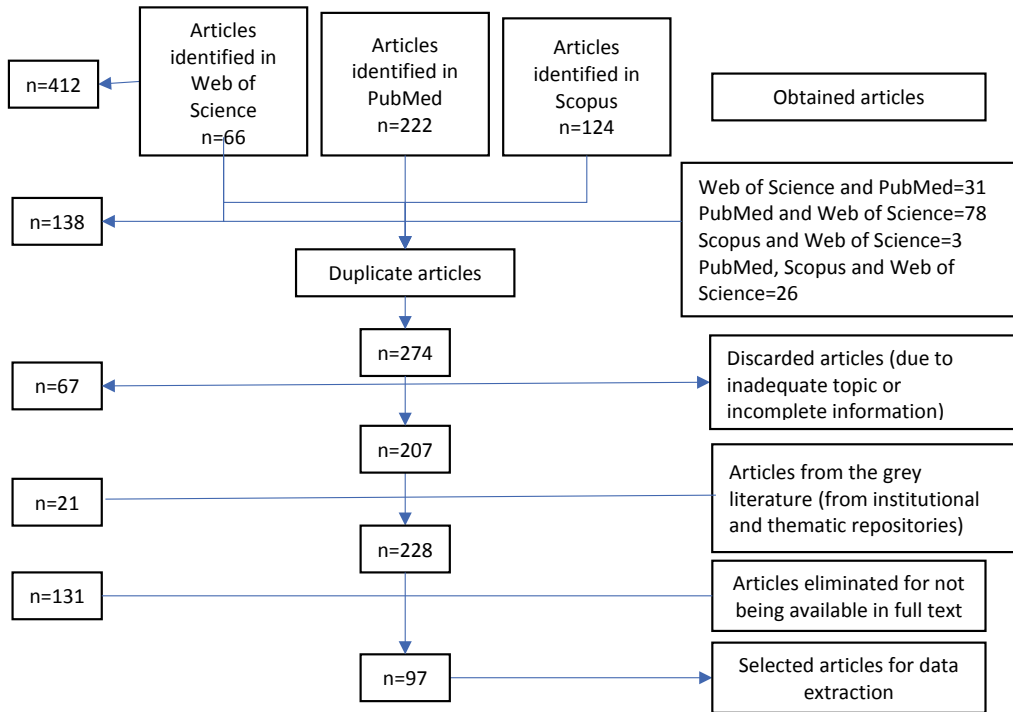 n=412
Articles
identified in
Web of
Science
n=66
Articles
identified in
PubMed
n=222
Articles
identified in
Scopus
n=124
Obtained articles
n=138
Web of Science and PubMed=31
PubMed and Web of Science=78
Scopus and Web of Science=3
PubMed, Scopus and Web of
Science=26
Duplicate articles
n=274
n=67
Discarded articles (due to
inadequate topic or
incomplete information)
n=207
n=21
Articles from the grey
literature (from institutional
and thematic repositories)
n=228
n=131
Articles eliminated for not
being available in full text
n=97
Selected articles for data
extraction